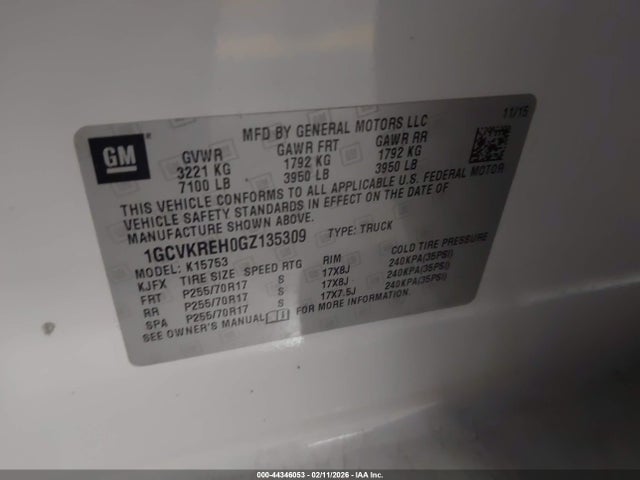 GM
11/15
MFD BY GENERAL MOTORS LLC
GVWR GAWR FRT GAWR RR
3221 KG 1792 KG 1792 KG
7100 LB 3950 LB 3950 LB
THIS VEHICLE CONFORMS TO ALL APPLICABLE U.S. FEDERAL MOTOR
VEHICLE SAFETY STANDARDS IN EFFECT ON THE DATE OF
MANUFACTURE SHOWN ABOVE.
1GCVKREH0GZ135309 TYPE: TRUCK
MODEL: K15753
KJFX TIRE SIZE SPEED RTG RIM COLD TIRE PRESSURE
FRT P255/70R17 S 17X8J 240KPA(35PSI)
RR P255/70R17 S 17X8J 240KPA(35PSI)
SPA P255/70R17 S 17X7.5J 240KPA(35PSI)
SEE OWNER'S MANUAL FOR MORE INFORMATION.
000-44346053 - 02/11/2026 - IAA Inc.